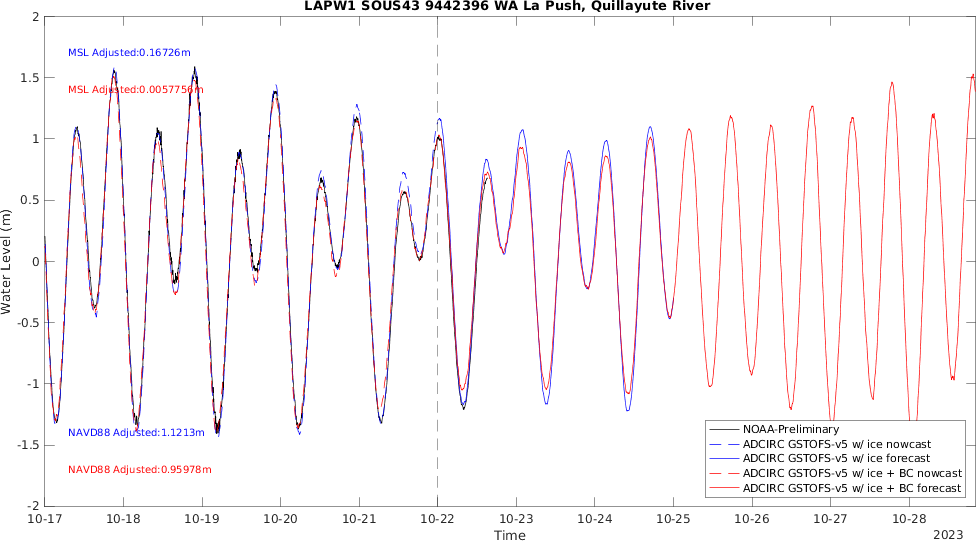 LAPW1 SOUS43 9442396 WA La Push, Quillayute River
2
1.5
1
0.5
0
-0.5
-1
-1.5
-2
Water Level (m)
MSL Adjusted:0.16726m
MSL Adjusted:0.0057756m
NAVD88 Adjusted:1.1213m
NAVD88 Adjusted:0.95978m
NOAA-Preliminary
ADCIRC GSTOFS-v5 w/ ice nowcast
ADCIRC GSTOFS-v5 w/ ice forecast
ADCIRC GSTOFS-v5 w/ ice + BC nowcast
ADCIRC GSTOFS-v5 w/ ice + BC forecast
10-17 10-18 10-19 10-20 10-21 10-22 10-23 10-24 10-25 10-26 10-27 10-28
Time
2023